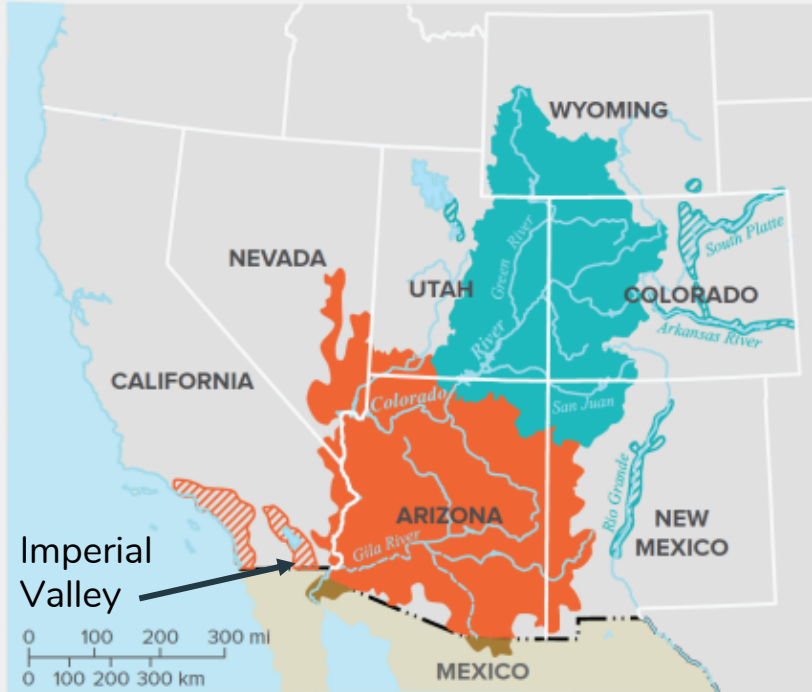 WYOMING
NEVADA
UTAH
Green River
COLORADO
South Platte
Arkansas River
CALIFORNIA
Colorado River
San Juan
ARIZONA
Rio Grande
NEW
MEXICO
Gila River
Imperial
Valley
0 100 200 300 mi
0 100 200 300 km
MEXICO